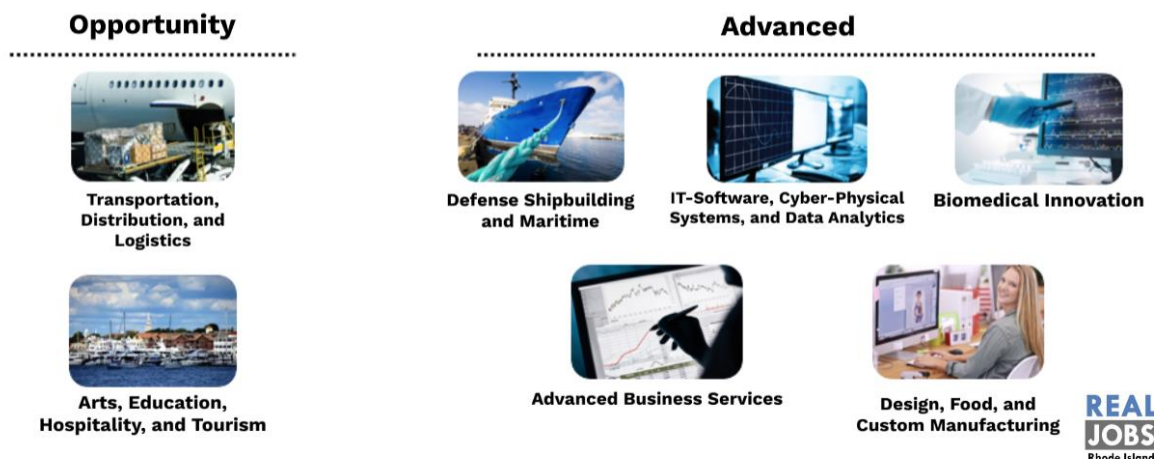 Opportunity
Transportation,
Distribution, and
Logistics
Arts, Education,
Hospitality, and Tourism
Advanced
Defense Shipbuilding
and Maritime
IT-Software, Cyber-Physical
Systems, and Data Analytics
Biomedical Innovation
Advanced Business Services
Design, Food, and
Custom Manufacturing
REAL
JOBS
Rhode Island